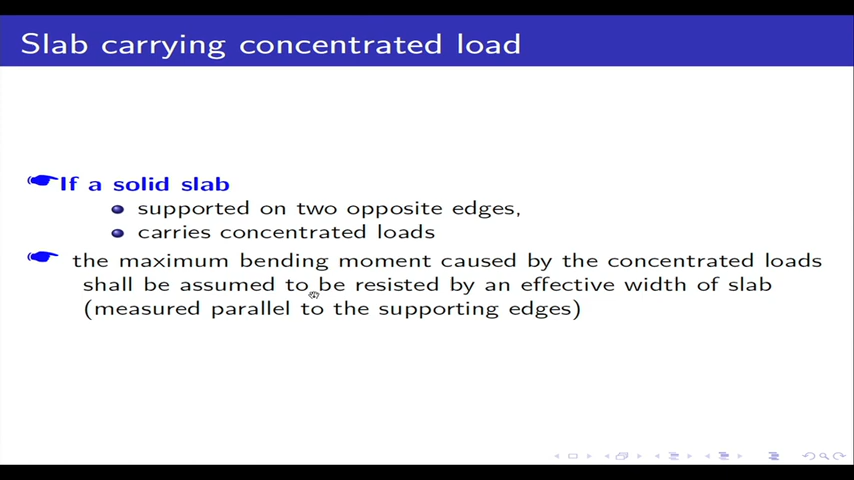 Slab carrying concentrated load
If a solid slab
supported on two opposite edges,
carries concentrated loads
the maximum bending moment caused by the concentrated loads
shall be assumed to be resisted by an effective width of slab
(measured parallel to the supporting edges)